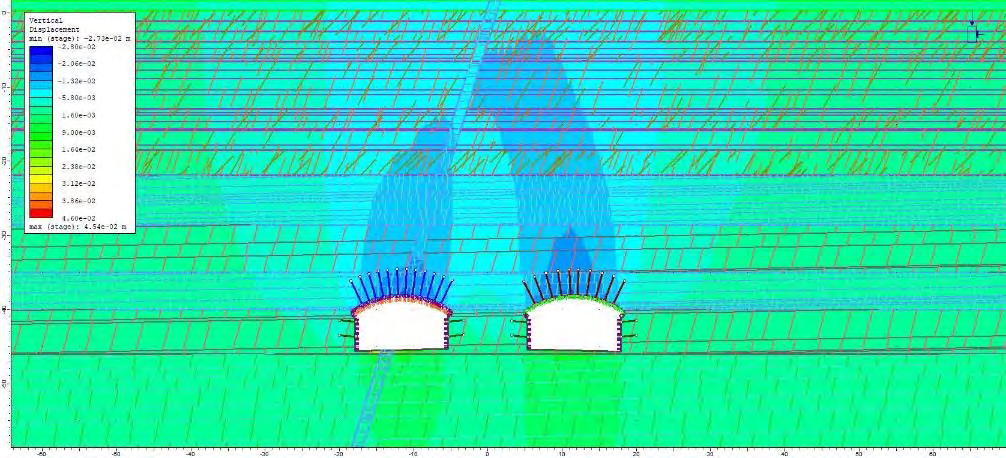 Vertical
Displacement
min (stage): -2.73e-02 m
-2.80e-02
-2.06e-02
-1.32e-02
-5.80e-03
1.60e-03
9.00e-03
1.64e-02
2.38e-02
3.12e-02
3.86e-02
4.60e-02
max (stage): 4.54e-02 m
-60 -50 -40 -30 -20 -10 0 10 20 30 40 50 60